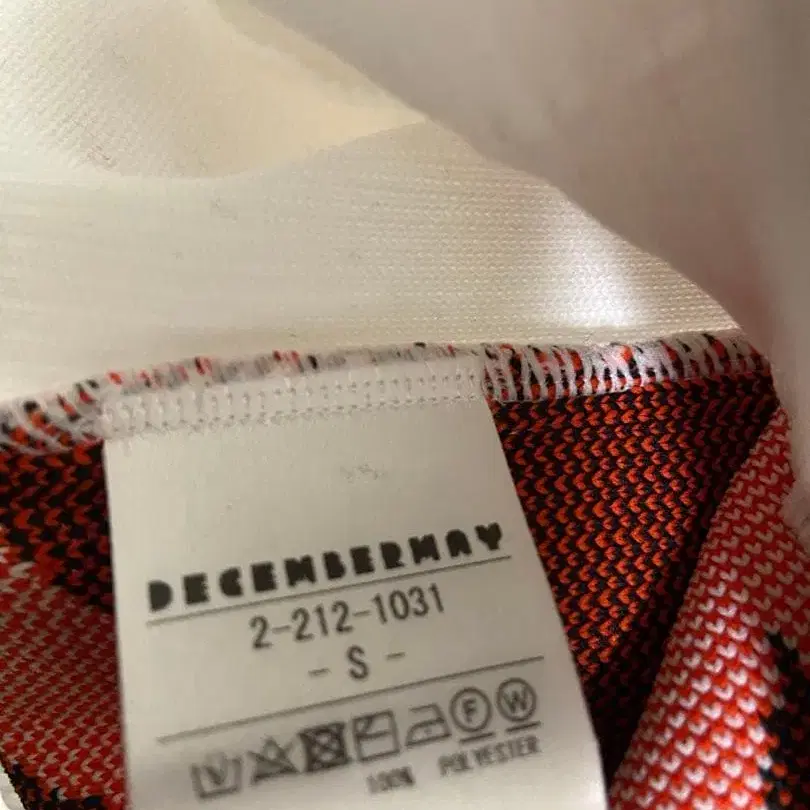 DECEMBERMAY
2-212-1031
- S -
F W
100% POLYESTER